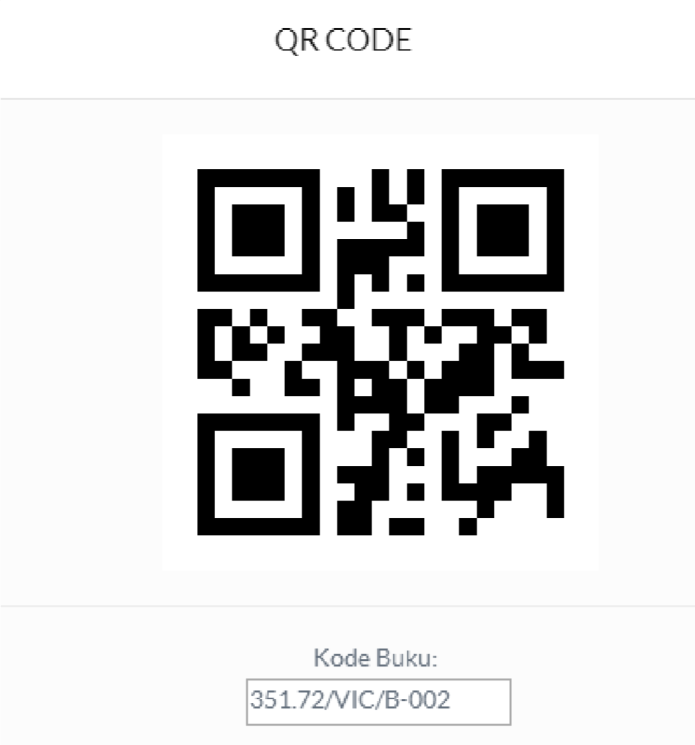 QR CODE
Kode Buku:
351.72/VIC/B-002